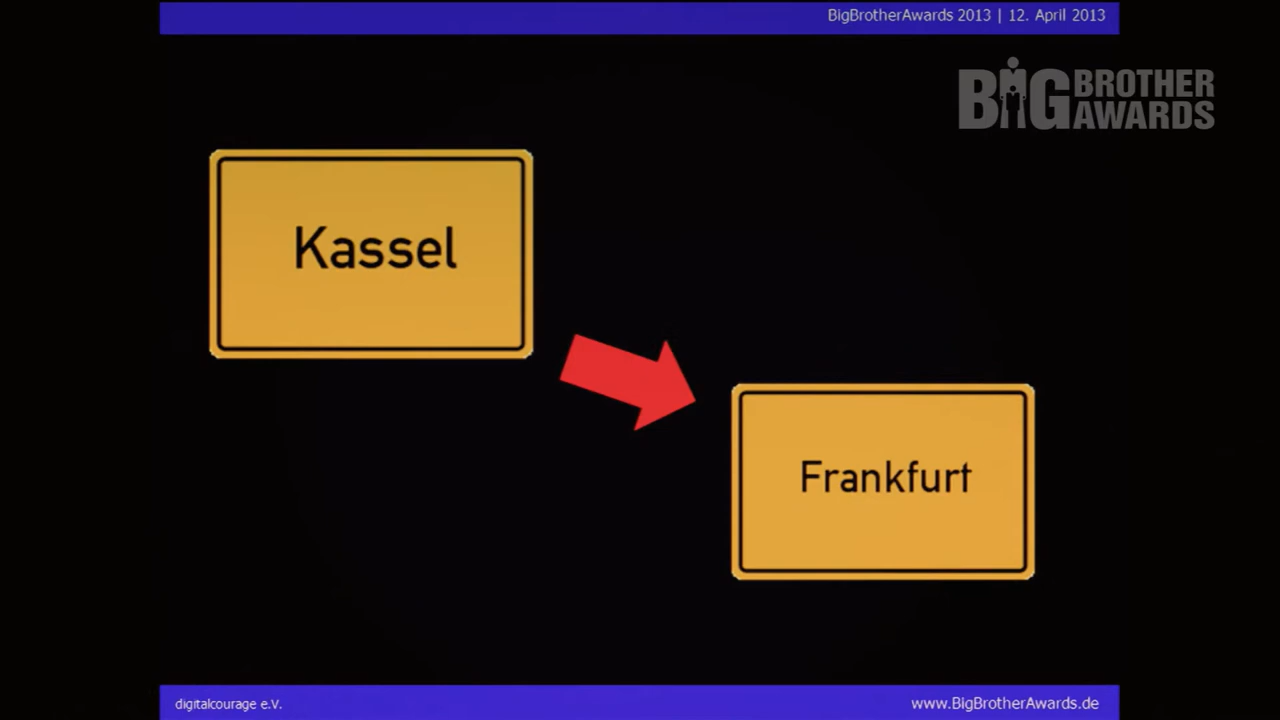 BigBrotherAwards 2013 | 12. April 2013
BIG BROTHER
AWARDS
Kassel
Frankfurt
digitalcourage e.V.
www.BigBrotherAwards.de